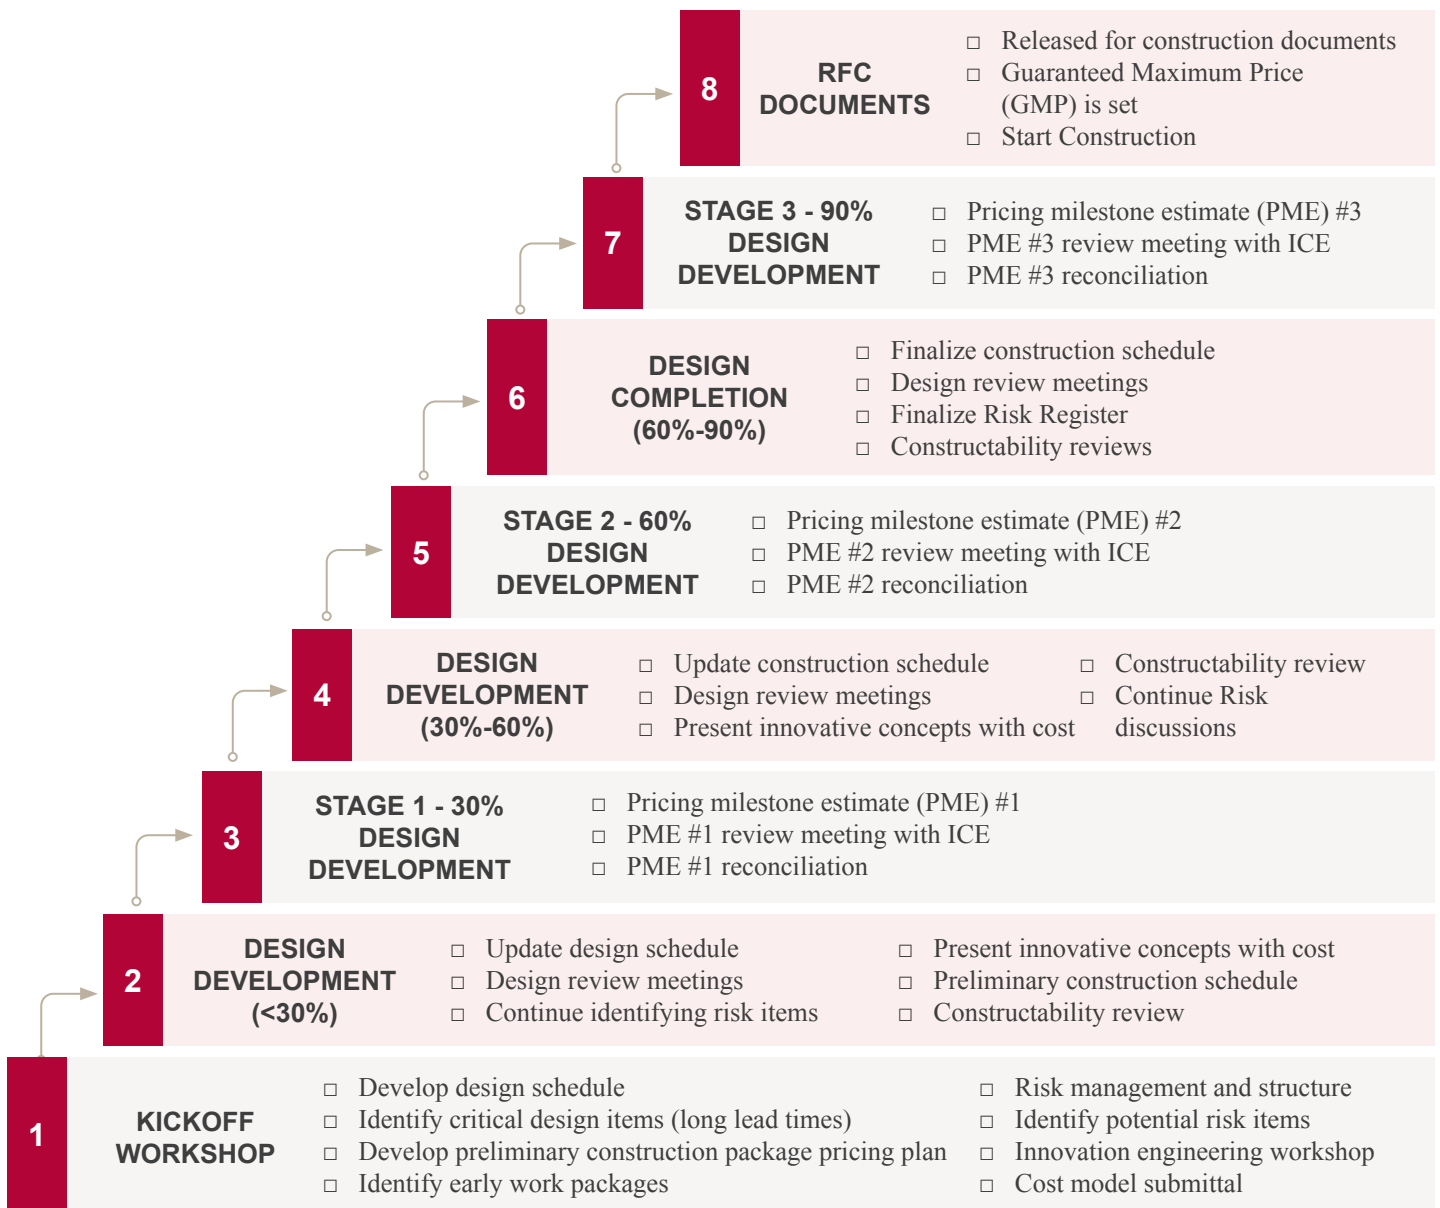 8
RFC
DOCUMENTS
□ Released for construction documents
□ Guaranteed Maximum Price
(GMP) is set
□ Start Construction
7
STAGE 3 - 90%
DESIGN
DEVELOPMENT
□ Pricing milestone estimate (PME) #3
□ PME #3 review meeting with ICE
□ PME #3 reconciliation
6
DESIGN
COMPLETION
(60%-90%)
□ Finalize construction schedule
□ Design review meetings
□ Finalize Risk Register
□ Constructability reviews
5
STAGE 2 - 60%
DESIGN
DEVELOPMENT
□ Pricing milestone estimate (PME) #2
□ PME #2 review meeting with ICE
□ PME #2 reconciliation
4
DESIGN
DEVELOPMENT
(30%-60%)
□ Update construction schedule
□ Design review meetings
□ Present innovative concepts with cost
□ Constructability review
□ Continue Risk
discussions
3
STAGE 1 - 30%
DESIGN
DEVELOPMENT
□ Pricing milestone estimate (PME) #1
□ PME #1 review meeting with ICE
□ PME #1 reconciliation
2
DESIGN
DEVELOPMENT
(<30%)
□ Update design schedule
□ Design review meetings
□ Continue identifying risk items
□ Present innovative concepts with cost
□ Preliminary construction schedule
□ Constructability review
1
KICKOFF
WORKSHOP
□ Develop design schedule
□ Identify critical design items (long lead times)
□ Develop preliminary construction package pricing plan
□ Identify early work packages
□ Risk management and structure
□ Identify potential risk items
□ Innovation engineering workshop
□ Cost model submittal